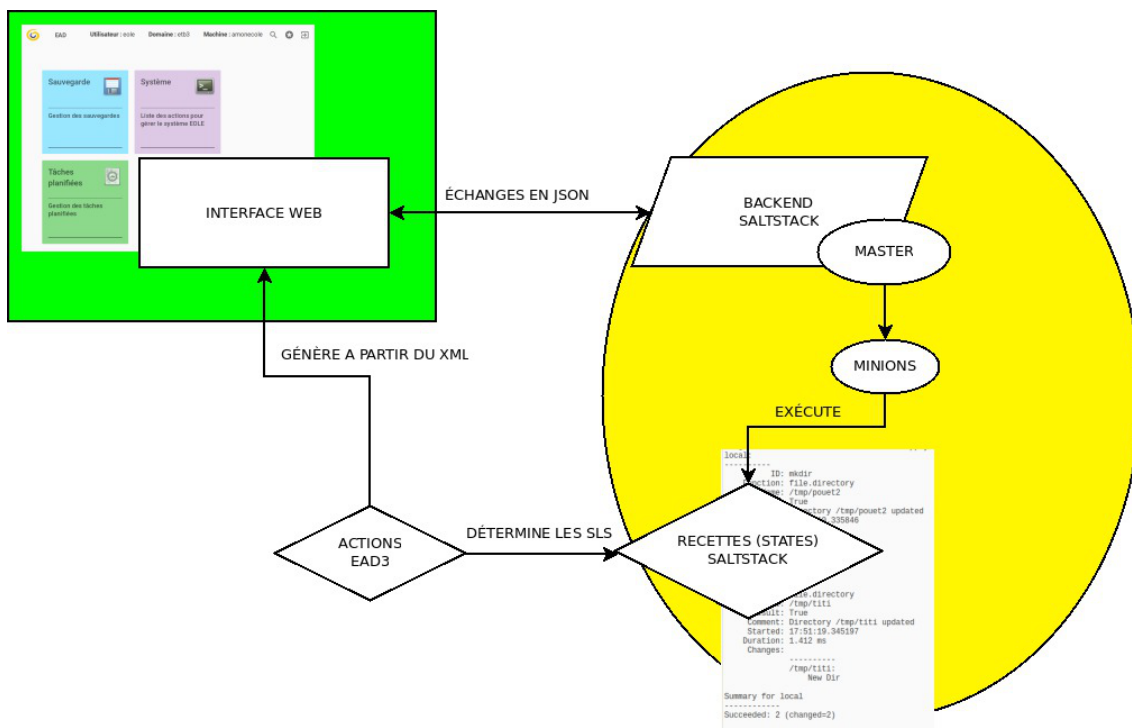 EAD Utilisateur : eole Domaine : etb3 Machine : amonecole
Sauvegarde
Gestion des sauvegardes
Système
Liste des actions pour
gérer le système EOLE
Tâches
planifiées
Gestion des tâches
planifiées
INTERFACE WEB
ÉCHANGES EN JSON
BACKEND
SALTSTACK
MASTER
MINIONS
EXÉCUTE
GÉNÈRE A PARTIR DU XML
ACTIONS
EAD3
DÉTERMINE LES SLS
RECETTES (STATES)
SALTSTACK
local:
----------
ID: mkdir
file.directory
/tmp/pouet2
True
/tmp/pouet2 updated
335846
file.directory
/tmp/titi
True
Comment: Directory /tmp/titi updated
Started: 17:51:19.345197
Duration: 1.412 ms
Changes:
----------
/tmp/titi:
New Dir
Summary for local
------------
Succeeded: 2 (changed=2)